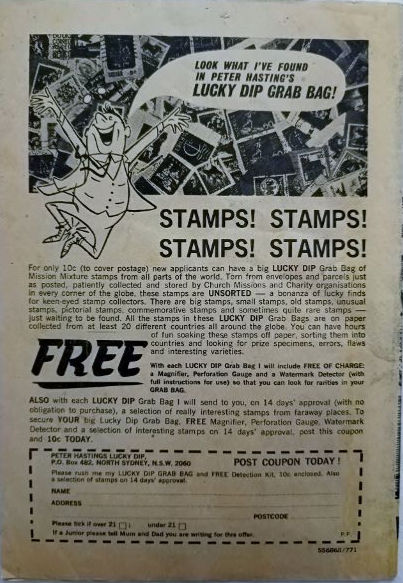 LOOK WHAT I'VE FOUND
IN PETER HASTING'S
LUCKY DIP GRAB BAG!
STAMPS! STAMPS!
STAMPS! STAMPS!
For only 10c (to cover postage) new applicants can have a big LUCKY DIP Grab Bag of
Mission Mixture stamps from all parts of the world. Torn from envelopes and parcels just
as posted, patiently collected and stored by Church Missions and Charity organisations
in every corner of the globe, these stamps are UNSORTED — a bonanza of lucky finds
for keen-eyed stamp collectors. There are big stamps, small stamps, old stamps, unusual
stamps, pictorial stamps, commemorative stamps and sometimes quite rare stamps —
just waiting to be found. All the stamps in these LUCKY DIP Grab Bags are on paper
collected from at least 20 different countries all around the globe. You can have hours
of fun soaking these stamps off paper, sorting them into
countries and looking for prize specimens, errors, flaws
and interesting varieties.
FREE
With each LUCKY DIP Grab Bag I will include FREE OF CHARGE:
a Magnifier, Perforation Gauge and a Watermark Detector (with
full instructions for use) so that you can look for rarities in your
GRAB BAG.
ALSO with each LUCKY DIP Grab Bag I will send to you, on 14 days' approval (with no
obligation to purchase), a selection of really interesting stamps from faraway places. To
secure YOUR big Lucky Dip Grab Bag, FREE Magnifier, Perforation Gauge, Watermark
Detector and a selection of interesting stamps on 14 days' approval, post this coupon
and 10c TODAY.
PETER HASTINGS LUCKY DIP,
P.O. Box 482, NORTH SYDNEY, N.S.W. 2060
POST COUPON TODAY!
Please rush me my LUCKY DIP GRAB BAG and FREE Detection Kit, 10c enclosed. Also
a selection of stamps on 14 days' approval.
NAME
ADDRESS
POSTCODE
Please tick if over 21 under 21
If a Junior please tell Mum and Dad you are writing for this offer.
P.F.